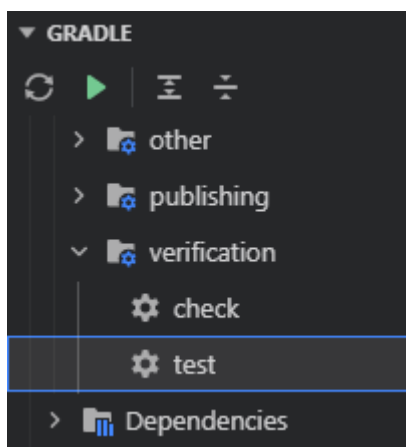 GRADLE
other
publishing
verification
check
test
Dependencies